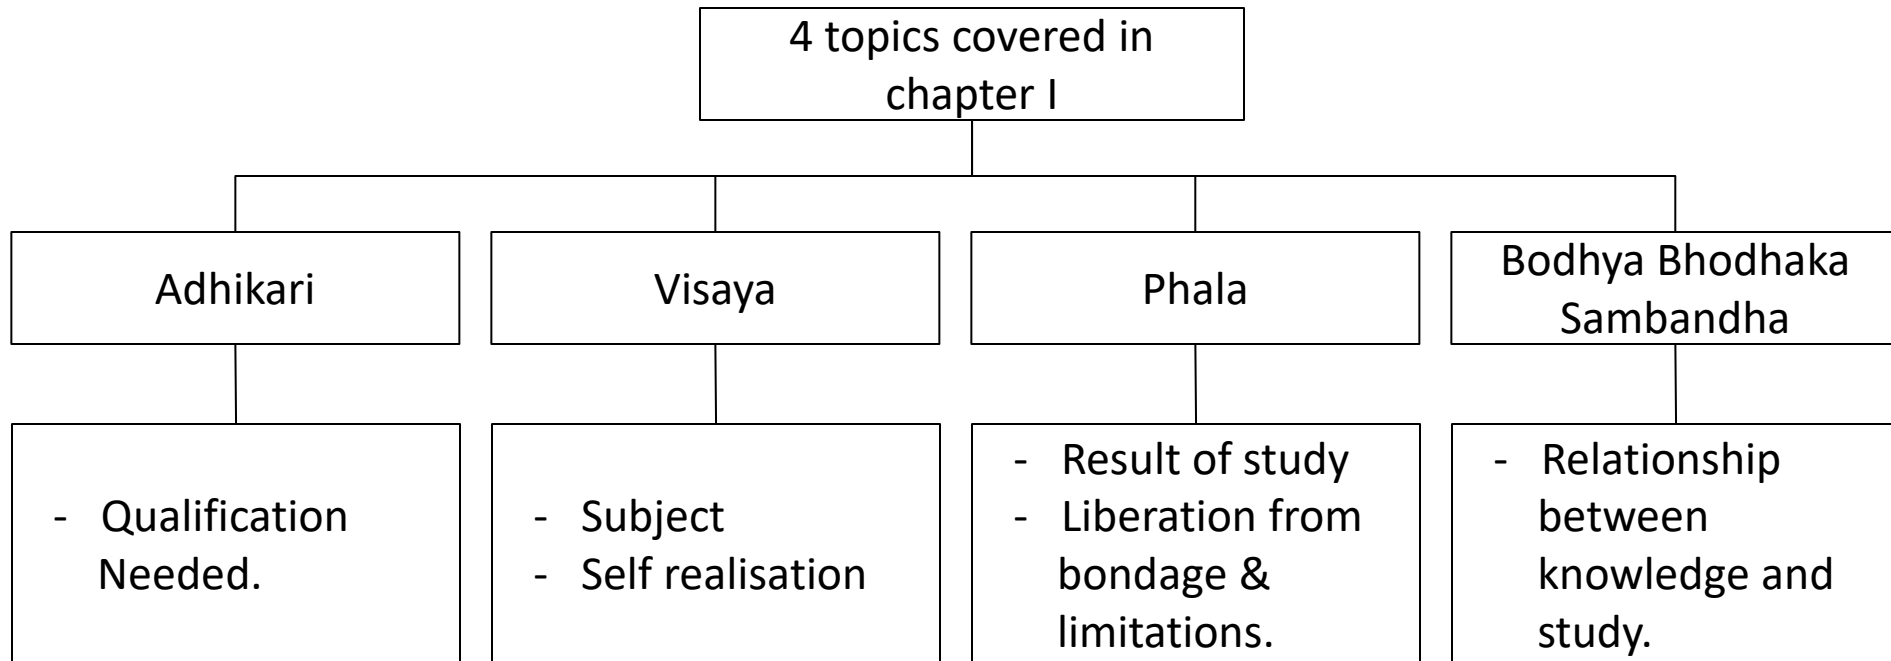 4 topics covered in
chapter I
Adhikari
Visaya
Phala
Bodhya Bhodhaka
Sambandha
- Qualification
Needed.
- Subject
- Self realisation
- Result of study
- Liberation from
bondage &
limitations.
- Relationship
between
knowledge and
study.